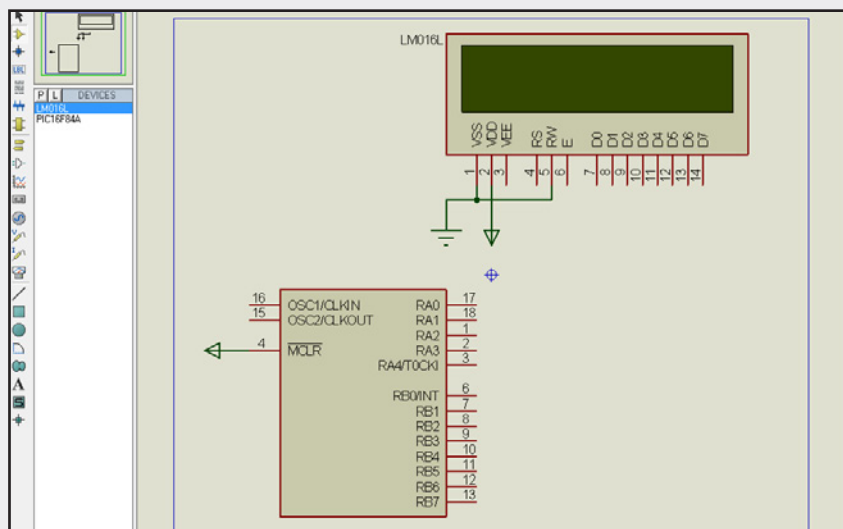 LM016L
P L DEVICES
LM016L
PIC16F84A
VSS
VDD
VEE
RS
RW
E
D0
D1
D2
D3
D4
D5
D6
D7
1
2
3
4
5
6
7
8
9
10
11
12
13
14
16 OSC1/CLKIN
15 OSC2/CLKOUT
4 MCLR
RA0 17
RA1 18
RA2 1
RA3 2
RA4/T0CKI 3
RB0/INT 6
RB1 7
RB2 8
RB3 9
RB4 10
RB5 11
RB6 12
RB7 13
LBL
A
S